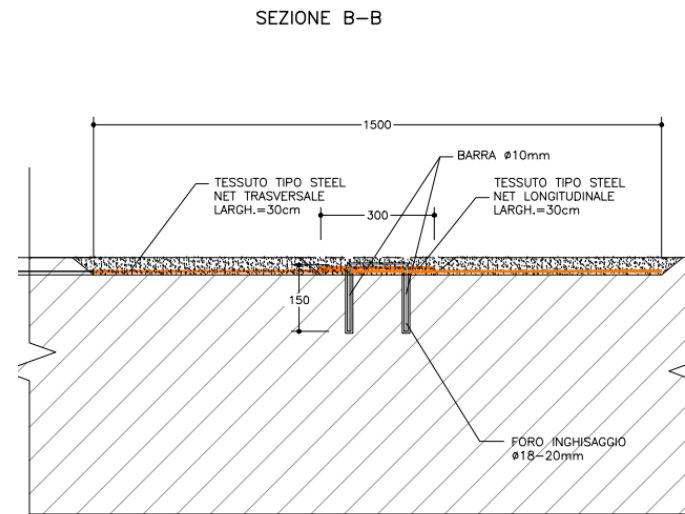 SEZIONE B-B
1500
BARRA ø10mm
TESSUTO TIPO STEEL
NET TRASVERSALE
LARGH.=30cm
TESSUTO TIPO STEEL
NET LONGITUDINALE
LARGH.=30cm
300
150
FORO INGHISAGGIO
ø18-20mm